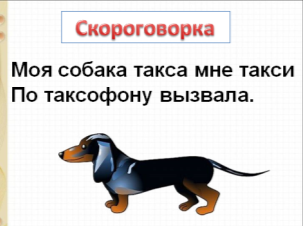 Скороговорка
Моя собака такса мне такси
По таксофону вызвала.